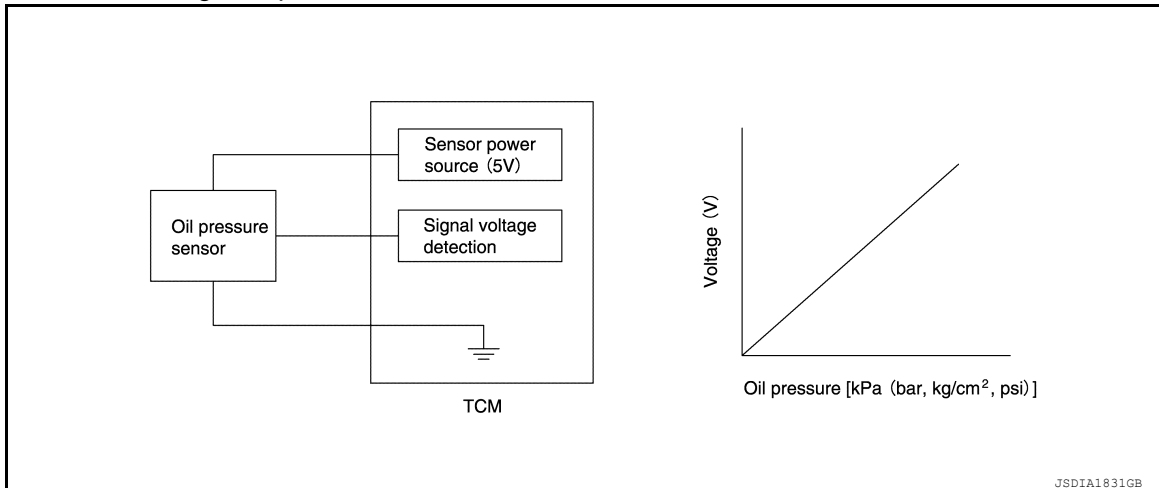 Sensor power
source (5V)
Oil pressure
sensor
Signal voltage
detection
TCM
Voltage (V)
Oil pressure [kPa (bar, kg/cm², psi)]
JSDIA1831GB